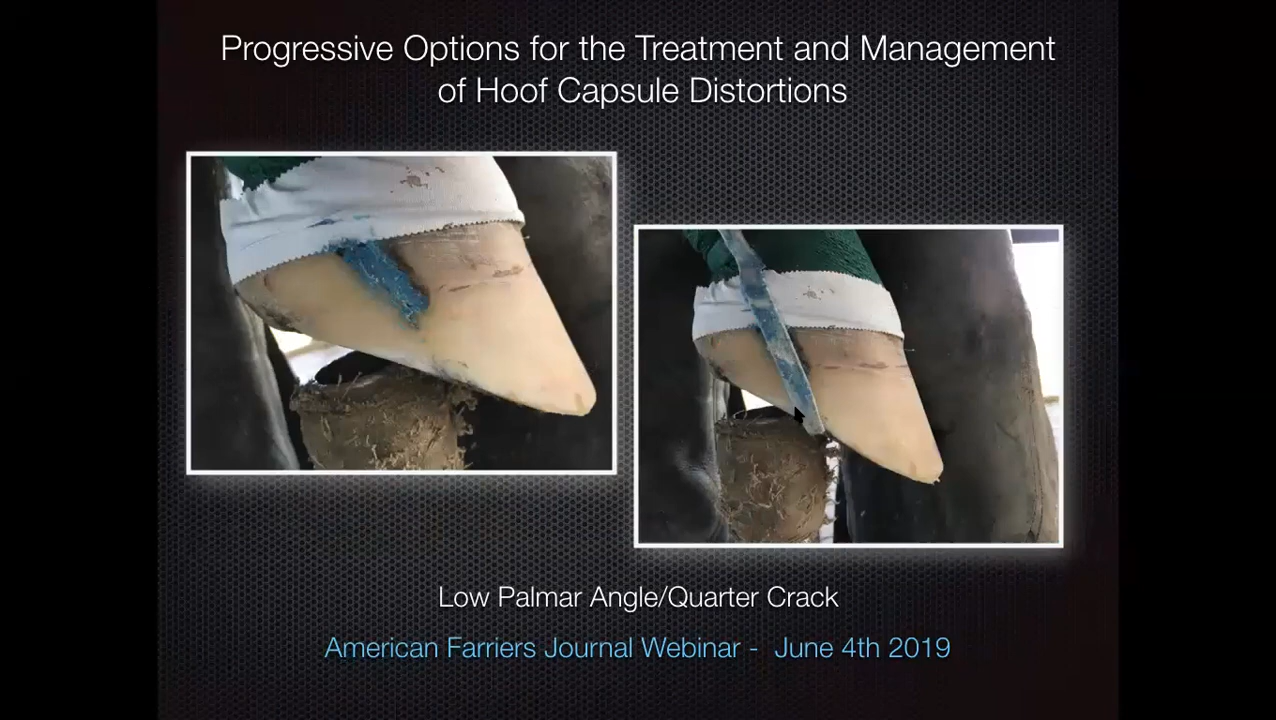 Progressive Options for the Treatment and Management
of Hoof Capsule Distortions
Low Palmar Angle/Quarter Crack
American Farriers Journal Webinar - June 4th 2019